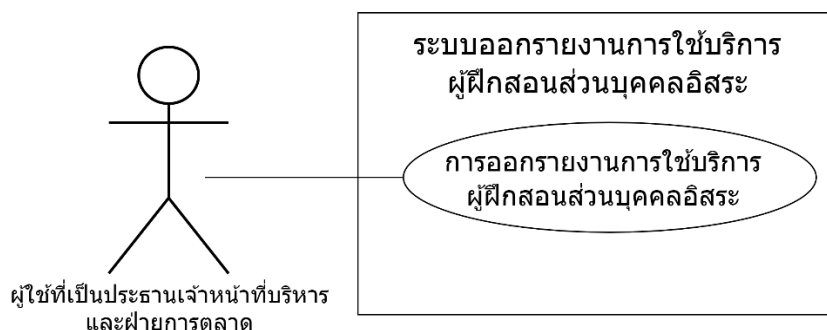 ระบบออกรายงานการใช้บริการ
ผู้ฝึกสอนส่วนบุคคลอิสระ
การออกรายงานการใช้บริการ
ผู้ฝึกสอนส่วนบุคคลอิสระ
ผู้ใช้ที่เป็นประธานเจ้าหน้าที่บริหาร
และฝ่ายการตลาด